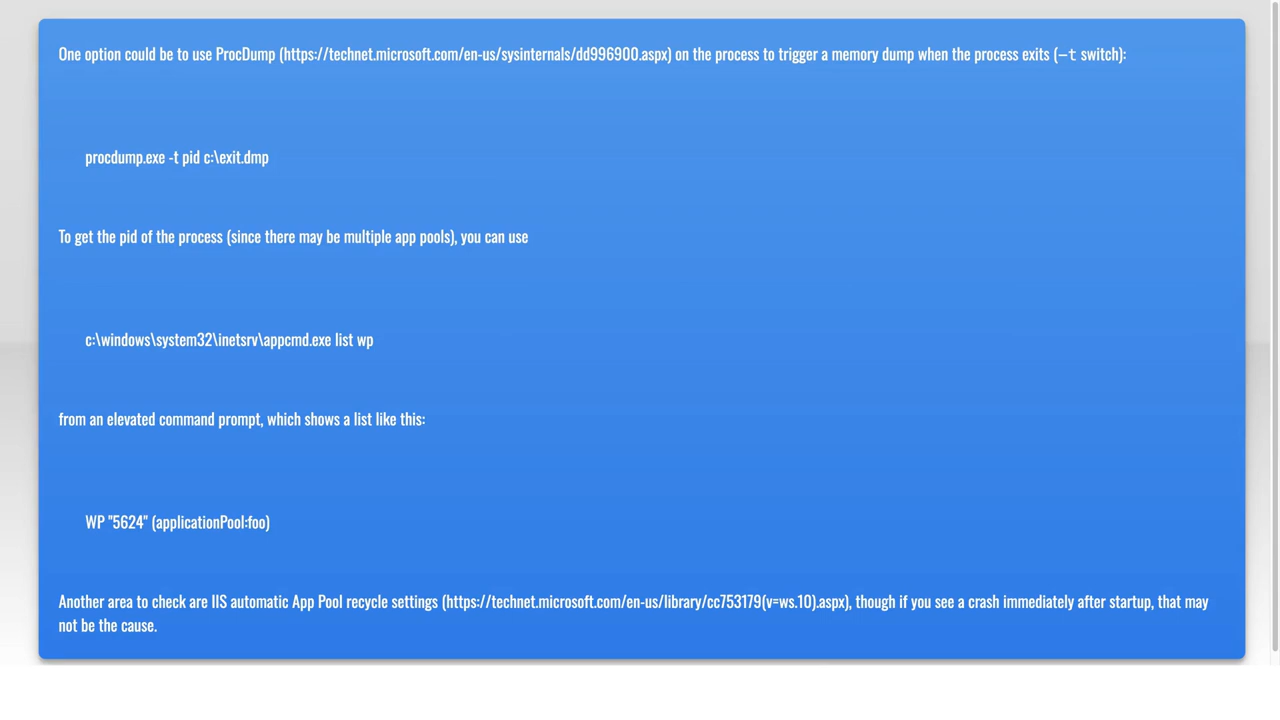 One option could be to use ProcDump (https://technet.microsoft.com/en-us/sysinternals/dd996900.aspx) on the process to trigger a memory dump when the process exits (–t switch):
procdump.exe -t pid c:\exit.dmp
To get the pid of the process (since there may be multiple app pools), you can use
c:\windows\system32\inetsrv\appcmd.exe list wp
from an elevated command prompt, which shows a list like this:
WP "5624" (applicationPool:foo)
Another area to check are IIS automatic App Pool recycle settings (https://technet.microsoft.com/en-us/library/cc753179(v=ws.10).aspx), though if you see a crash immediately after startup, that may
not be the cause.